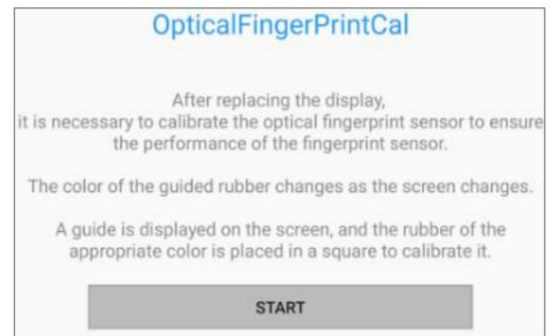 OpticalFingerPrintCal
After replacing the display,
it is necessary to calibrate the optical fingerprint sensor to ensure
the performance of the fingerprint sensor.
The color of the guided rubber changes as the screen changes.
A guide is displayed on the screen, and the rubber of the
appropriate color is placed in a square to calibrate it.
START